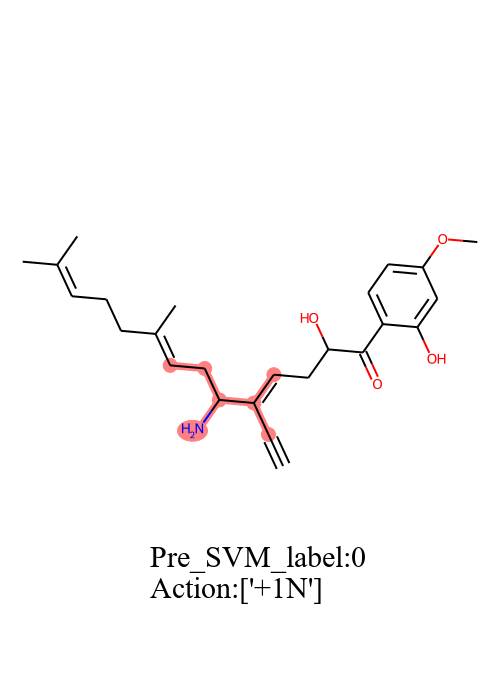 O
HO
OH
O
H₂N
Pre_SVM_label:0
Action:['+1N']